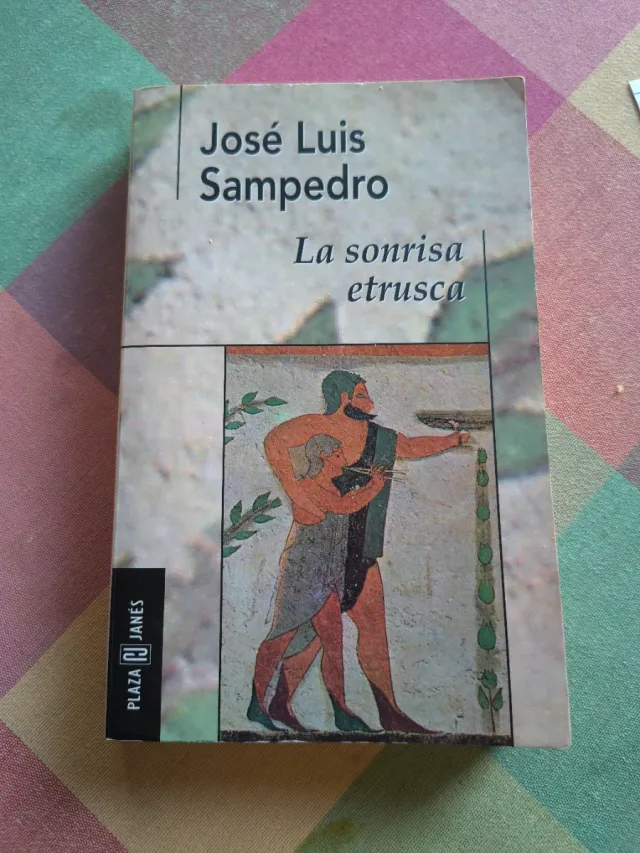 José Luis
Sampedro
La sonrisa
etrusca
PLAZA JANÉS